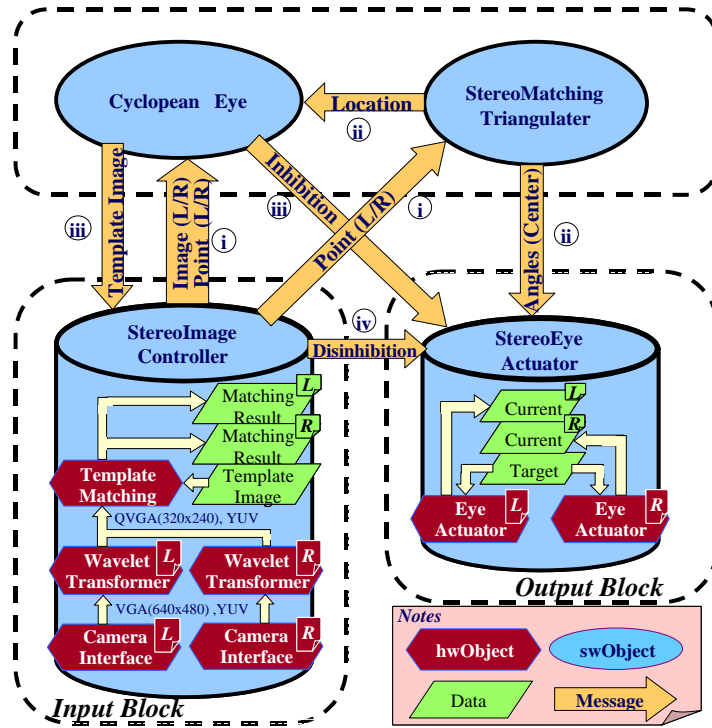 Cyclopean Eye
StereoMatching
Triangulater
Location
ii
Template Image
iii
Image (L/R)
Point (L/R)
i
Inhibition
iii
Point (L/R)
i
Angles (Center)
ii
StereoImage
Controller
iv
Disinhibition
StereoEye
Actuator
Matching
Result
L
Matching
Result
R
Template
Image
Template
Matching
QVGA(320x240), YUV
Wavelet
Transformer
L
Wavelet
Transformer
R
VGA(640x480) ,YUV
Camera
Interface
L
Camera
Interface
R
Input Block
Current
L
Current
R
Target
Eye
Actuator
L
Eye
Actuator
R
Output Block
Notes
hwObject
swObject
Data
Message